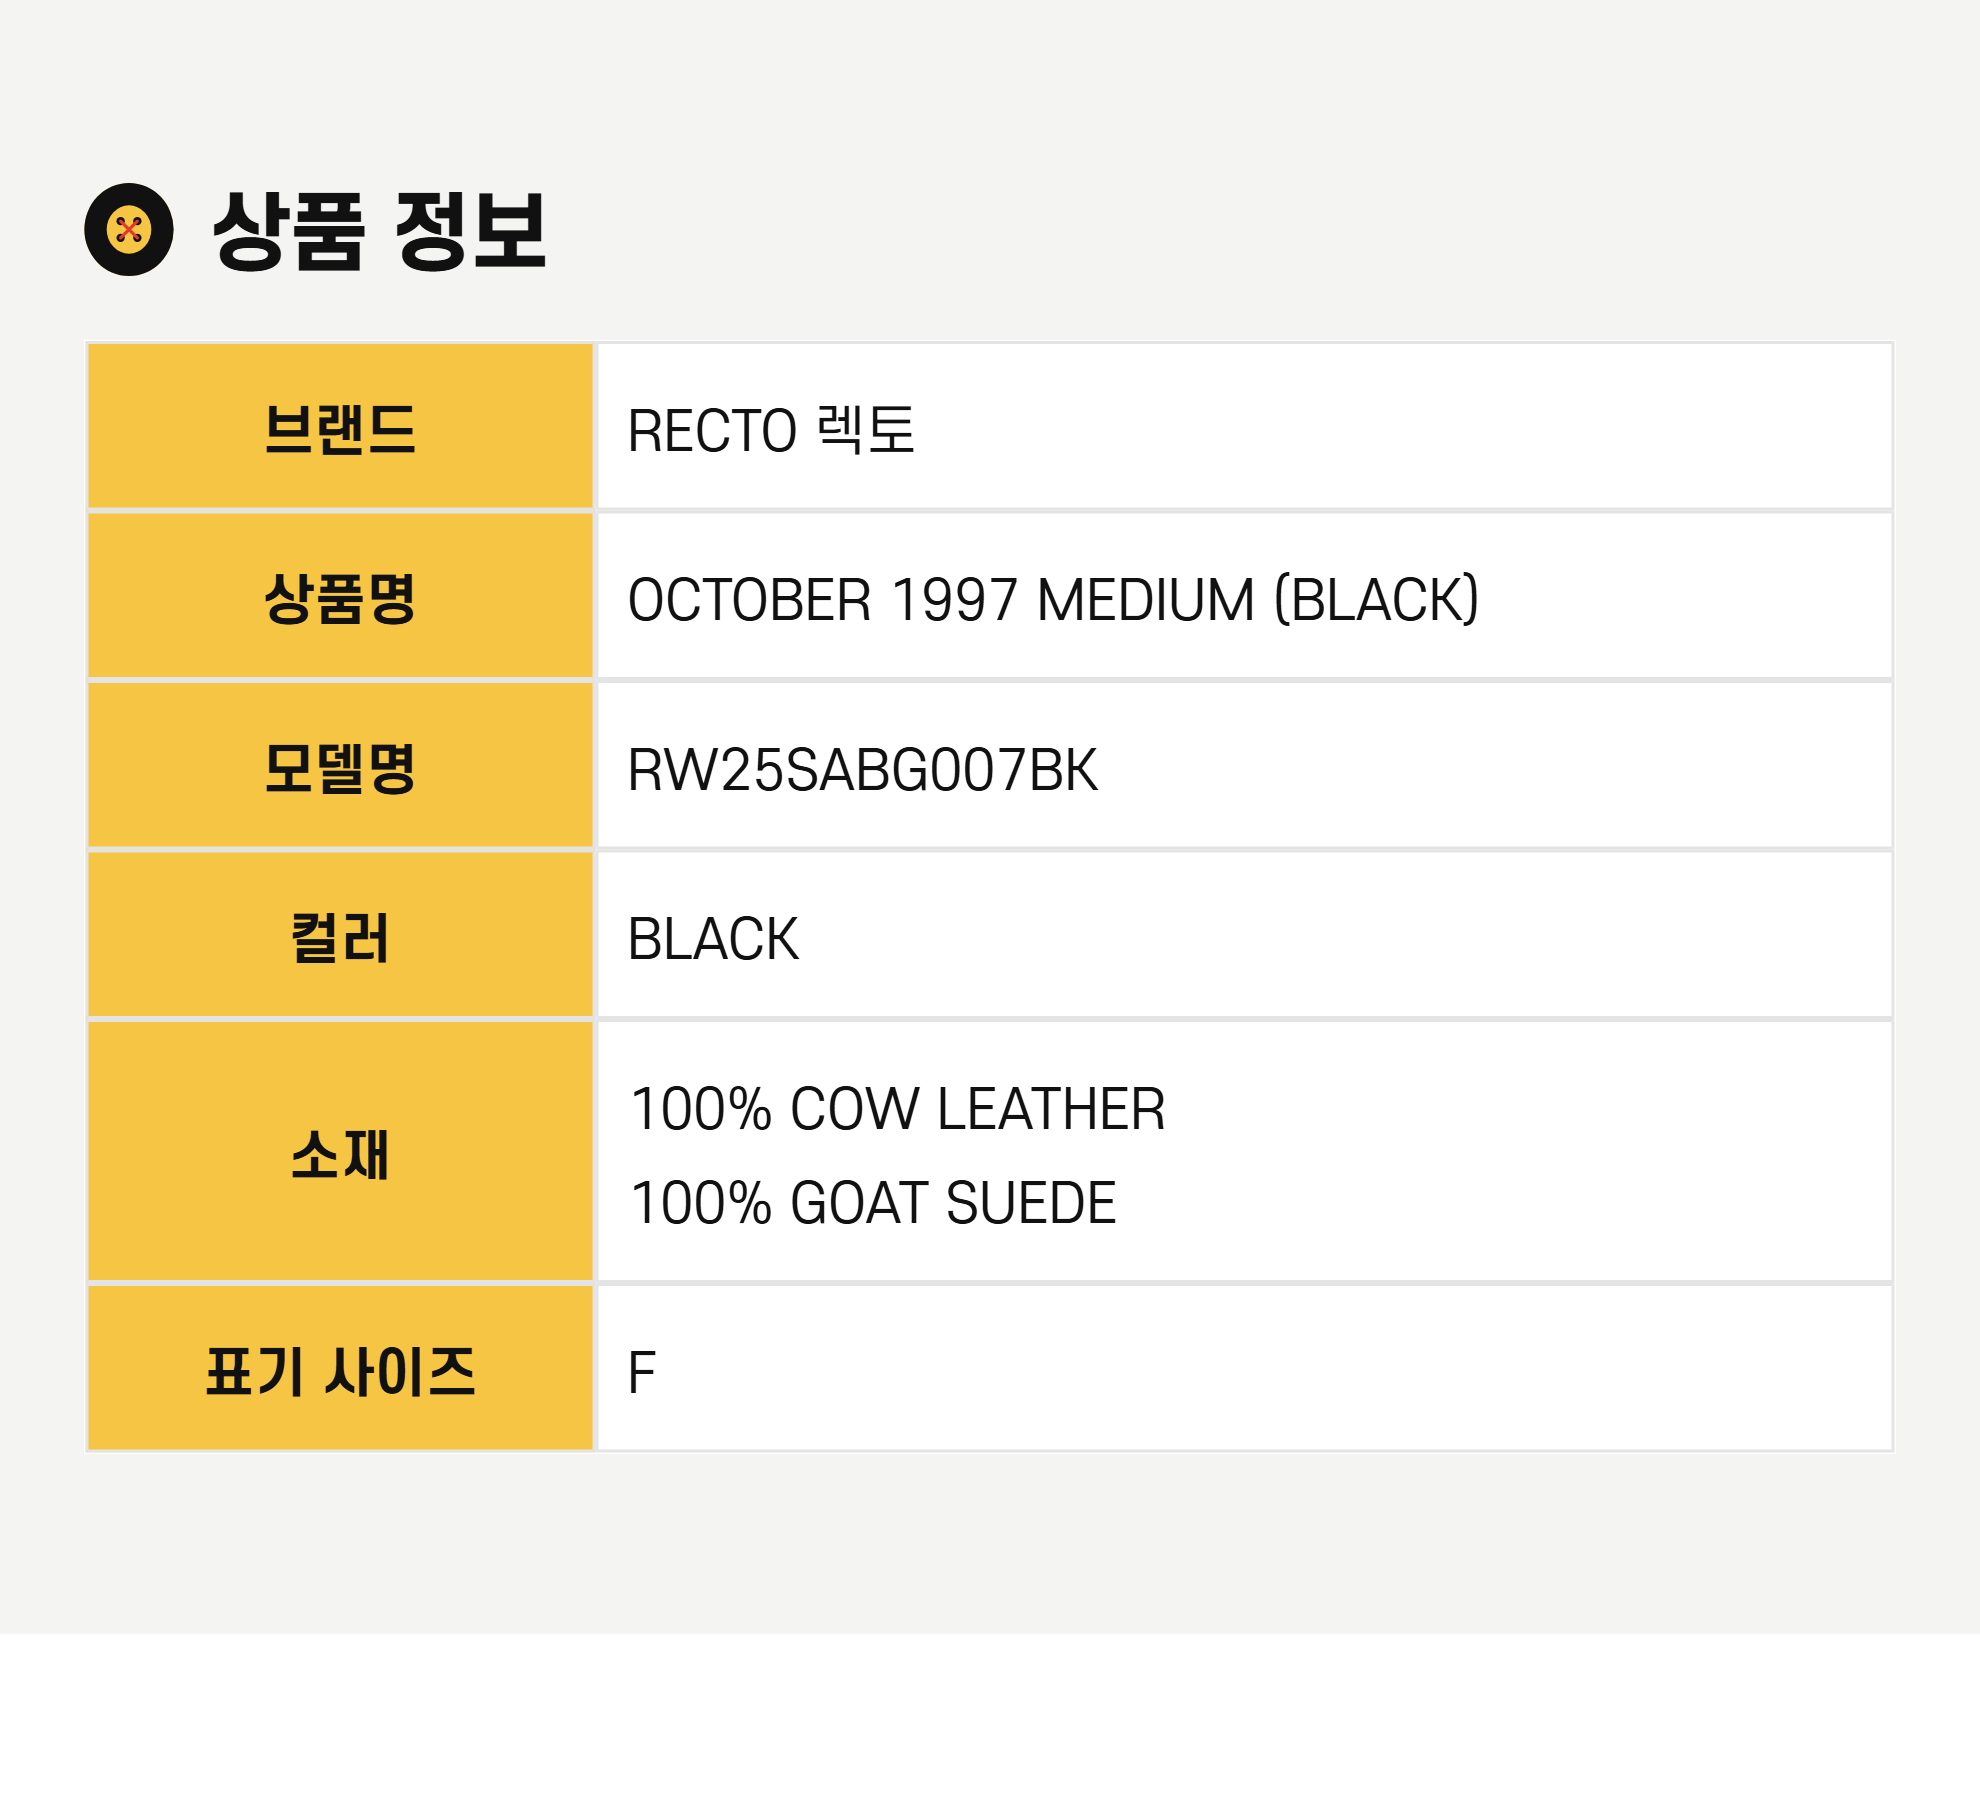 상품 정보
브랜드 RECTO 렉토
상품명 OCTOBER 1997 MEDIUM (BLACK)
모델명 RW25SABG007BK
컬러 BLACK
소재 100% COW LEATHER
100% GOAT SUEDE
표기 사이즈 F